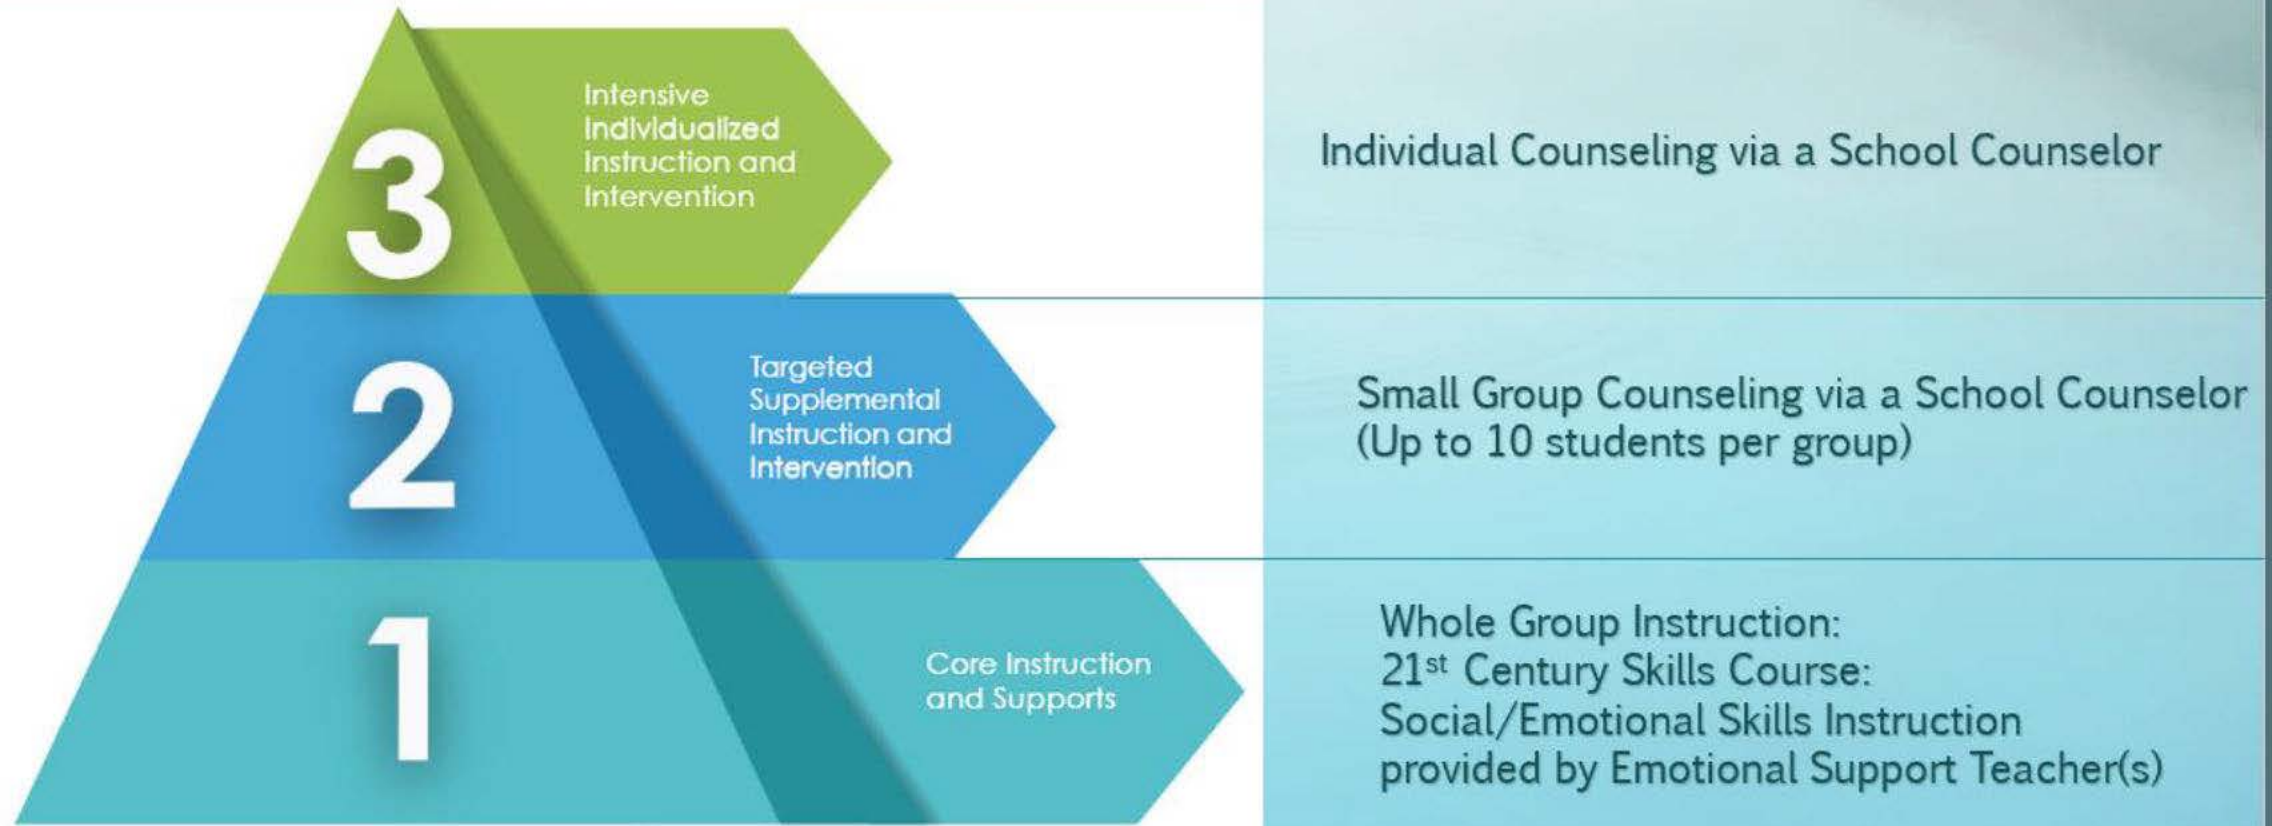 3
Intensive
Individualized
Instruction and
Intervention
Individual Counseling via a School Counselor
2
Targeted
Supplemental
Instruction and
Intervention
Small Group Counseling via a School Counselor
(Up to 10 students per group)
1
Core Instruction
and Supports
Whole Group Instruction:
21st Century Skills Course:
Social/Emotional Skills Instruction
provided by Emotional Support Teacher(s)